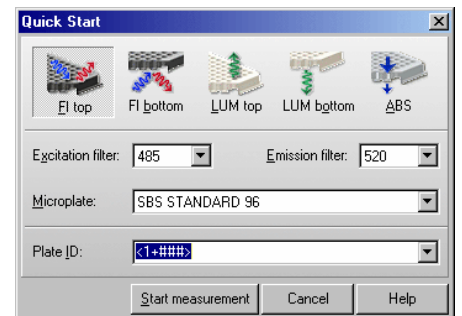 Quick Start
FI top FI bottom LUM top LUM bottom ABS
Excitation filter: 485 Emission filter: 520
Microplate: SBS STANDARD 96
Plate ID: <1+###>
Start measurement Cancel Help